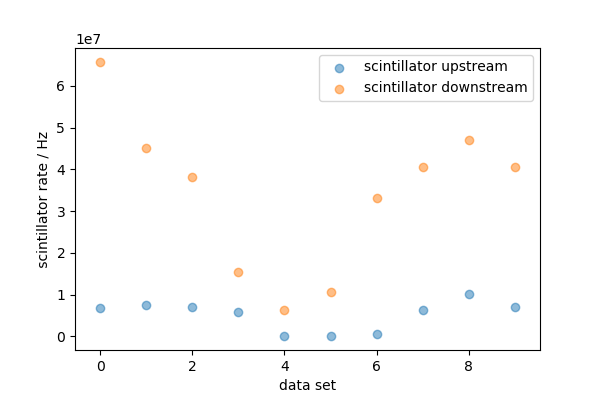 1e7
scintillator upstream
scintillator downstream
6
5
4
3
2
1
0
scintillator rate / Hz
0
2
4
6
8
data set